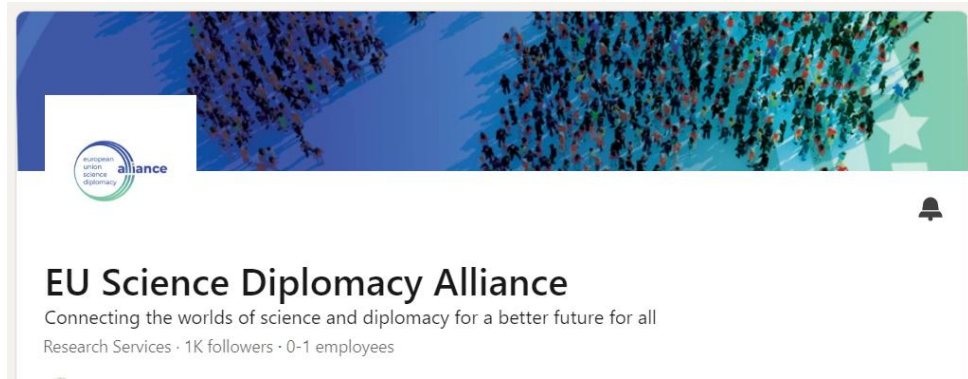 european
union
science
diplomacy
alliance
EU Science Diplomacy Alliance
Connecting the worlds of science and diplomacy for a better future for all
Research Services · 1K followers · 0-1 employees